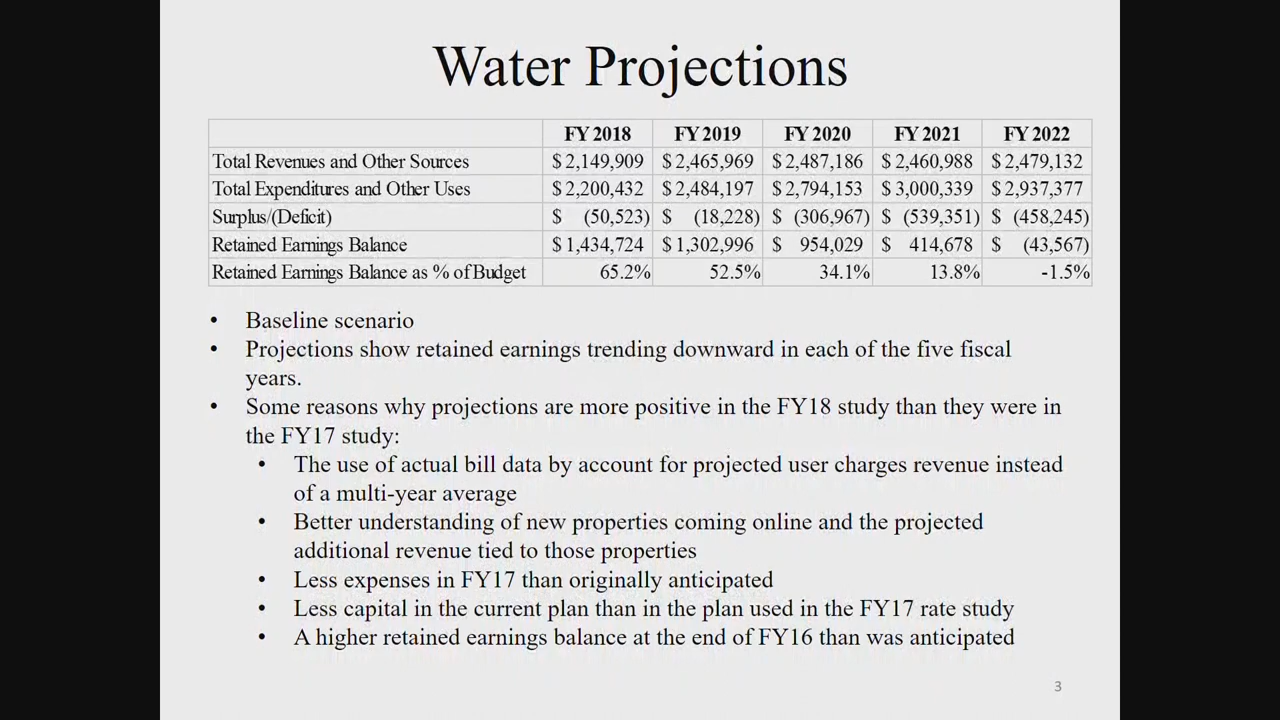 Water Projections
FY 2018 FY 2019 FY 2020 FY 2021 FY 2022
Total Revenues and Other Sources $ 2,149,909 $ 2,465,969 $ 2,487,186 $ 2,460,988 $ 2,479,132
Total Expenditures and Other Uses $ 2,200,432 $ 2,484,197 $ 2,794,153 $ 3,000,339 $ 2,937,377
Surplus/(Deficit) $ (50,523) $ (18,228) $ (306,967) $ (539,351) $ (458,245)
Retained Earnings Balance $ 1,434,724 $ 1,302,996 $ 954,029 $ 414,678 $ (43,567)
Retained Earnings Balance as % of Budget 65.2% 52.5% 34.1% 13.8% -1.5%
• Baseline scenario
• Projections show retained earnings trending downward in each of the five fiscal
years.
• Some reasons why projections are more positive in the FY18 study than they were in
the FY17 study:
• The use of actual bill data by account for projected user charges revenue instead
of a multi-year average
• Better understanding of new properties coming online and the projected
additional revenue tied to those properties
• Less expenses in FY17 than originally anticipated
• Less capital in the current plan than in the plan used in the FY17 rate study
• A higher retained earnings balance at the end of FY16 than was anticipated
3